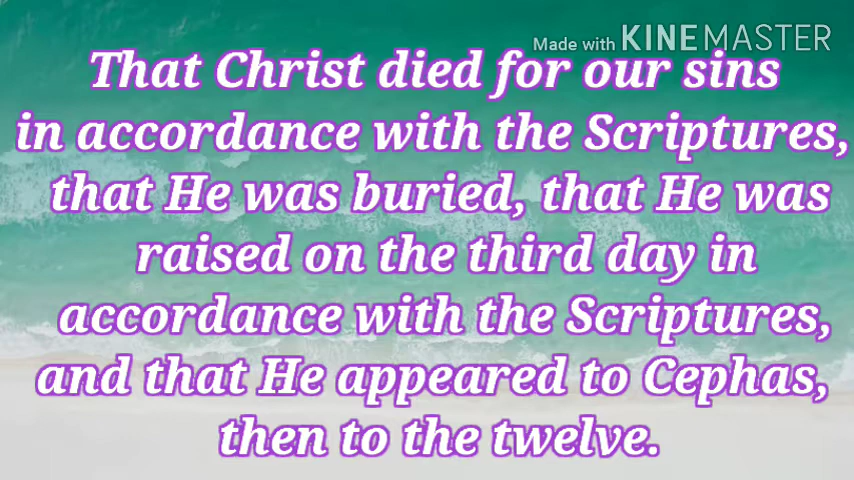 Made with KINEMASTER
That Christ died for our sins
in accordance with the Scriptures,
that He was buried, that He was
raised on the third day in
accordance with the Scriptures,
and that He appeared to Cephas,
then to the twelve.